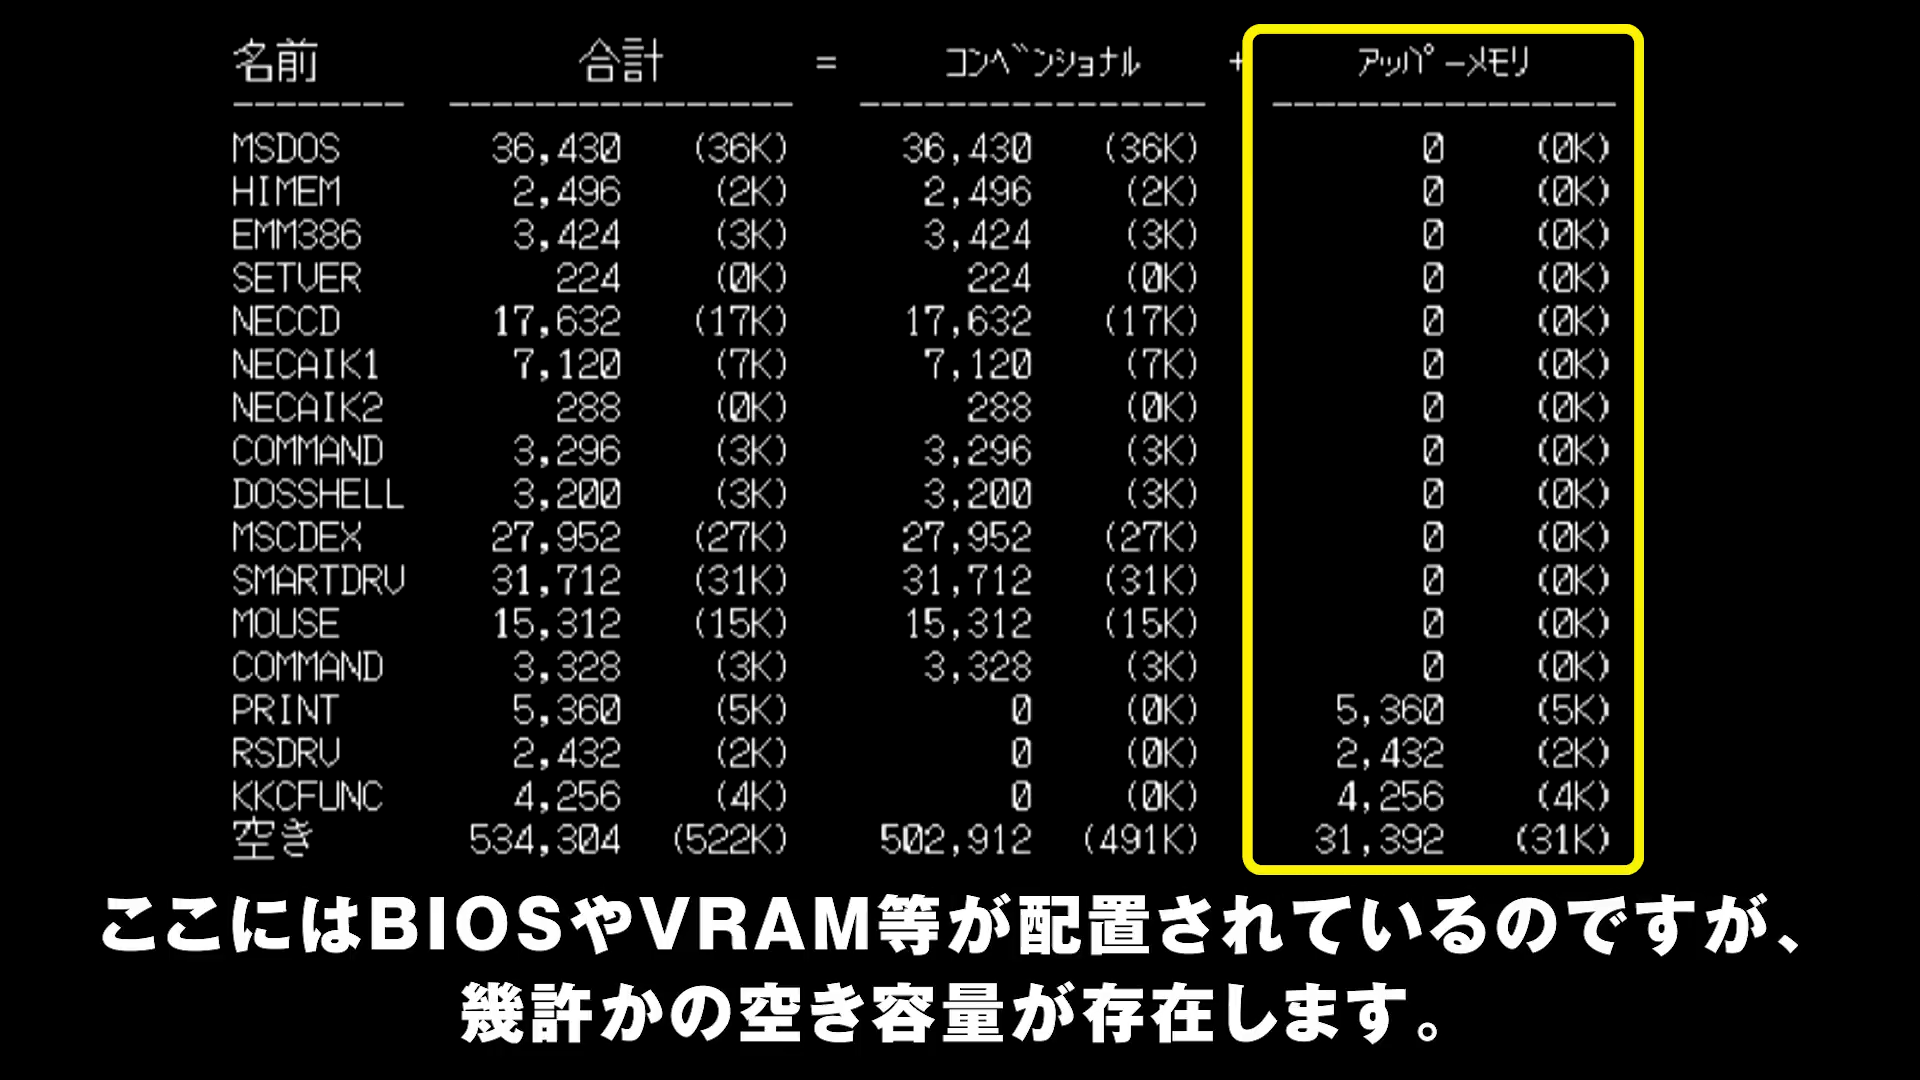 名前 合計 = コンベンショナル + アッパーメモリ
-------- ---------------- ---------------- ----------------
MSDOS 36,430 (36K) 36,430 (36K) 0 (0K)
HIMEM 2,496 (2K) 2,496 (2K) 0 (0K)
EMM386 3,424 (3K) 3,424 (3K) 0 (0K)
SETVER 224 (0K) 224 (0K) 0 (0K)
NECCD 17,632 (17K) 17,632 (17K) 0 (0K)
NECAIK1 7,120 (7K) 7,120 (7K) 0 (0K)
NECAIK2 288 (0K) 288 (0K) 0 (0K)
COMMAND 3,296 (3K) 3,296 (3K) 0 (0K)
DOSSHELL 3,200 (3K) 3,200 (3K) 0 (0K)
MSCDEX 27,952 (27K) 27,952 (27K) 0 (0K)
SMARTDRV 31,712 (31K) 31,712 (31K) 0 (0K)
MOUSE 15,312 (15K) 15,312 (15K) 0 (0K)
COMMAND 3,328 (3K) 3,328 (3K) 0 (0K)
PRINT 5,360 (5K) 0 (0K) 5,360 (5K)
RSDRV 2,432 (2K) 0 (0K) 2,432 (2K)
KKCFUNC 4,256 (4K) 0 (0K) 4,256 (4K)
空き 534,304 (522K) 502,912 (491K) 31,392 (31K)
ここにはBIOSやVRAM等が配置されているのですが、
幾許かの空き容量が存在します。